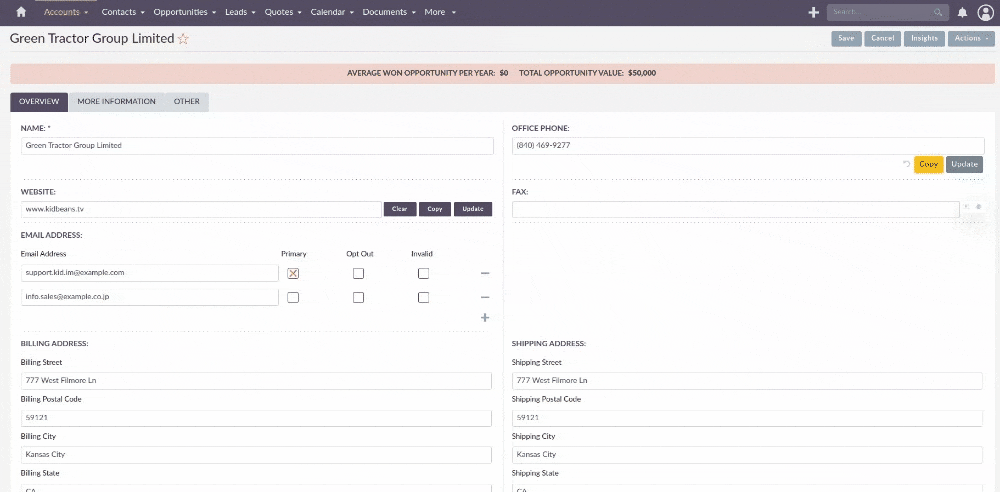 Accounts Contacts Opportunities Leads Quotes Calendar Documents More Search...
Green Tractor Group Limited
Save Cancel Insights Actions
AVERAGE WON OPPORTUNITY PER YEAR: $0 TOTAL OPPORTUNITY VALUE: $50,000
OVERVIEW MORE INFORMATION OTHER
NAME: * OFFICE PHONE:
Green Tractor Group Limited (840) 469-9277
Copy Update
WEBSITE: FAX:
www.kidbeans.tv Clear Copy Update
EMAIL ADDRESS:
Email Address Primary Opt Out Invalid
support.kid.im@example.com
info.sales@example.co.jp
BILLING ADDRESS: SHIPPING ADDRESS:
Billing Street Shipping Street
777 West Filmore Ln 777 West Filmore Ln
Billing Postal Code Shipping Postal Code
59121 59121
Billing City Shipping City
Kansas City Kansas City
Billing State Shipping State
CA CA